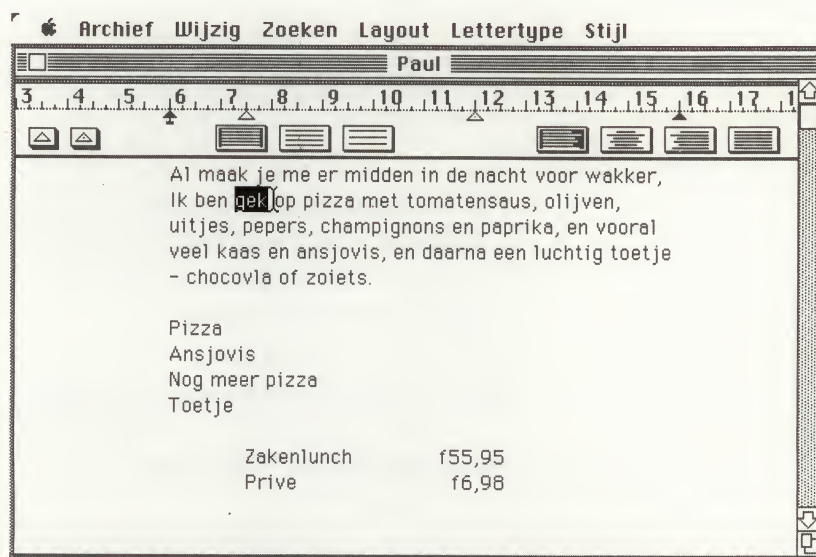 Archief Wijzig Zoeken Layout Lettertype Stijl
Paul
3 4 5 6 7 8 9 10 11 12 13 14 15 16 17 1
Al maak je me er midden in de nacht voor wakker,
Ik ben gek op pizza met tomatensaus, olijven,
uitjes, pepers, champignons en paprika, en vooral
veel kaas en ansjovis, en daarna een luchtig toetje
- chocovla of zoiets.
Pizza
Ansjovis
Nog meer pizza
Toetje
Zakenlunch f55,95
Prive f6,98